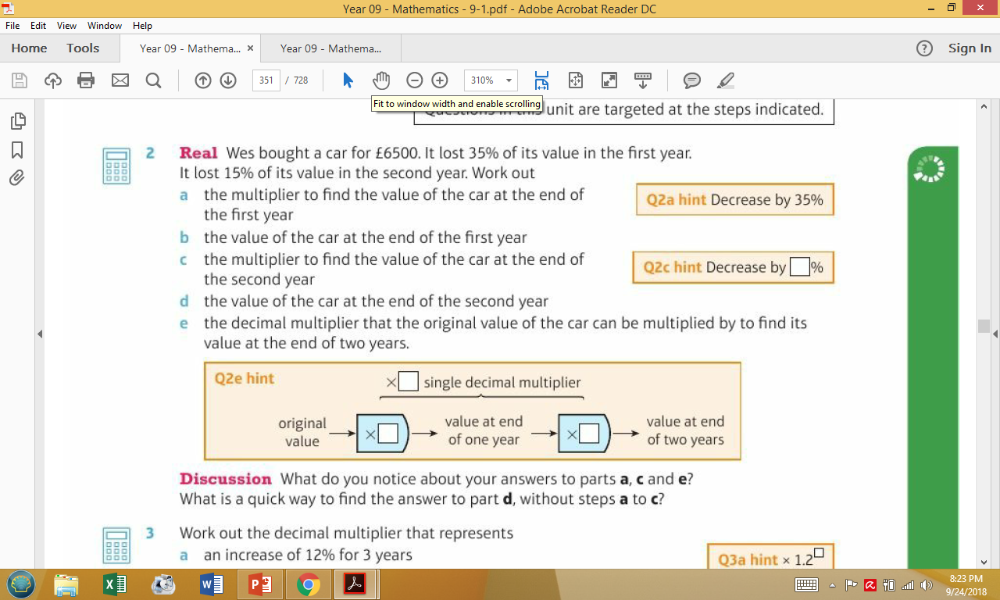 Year 09 - Mathematics - 9-1.pdf - Adobe Acrobat Reader DC
File Edit View Window Help
Home Tools Year 09 - Mathema... × Year 09 - Mathema... Sign In
351 / 728 310%
Fit to window width and enable scrolling
Questions in this unit are targeted at the steps indicated.
2 Real Wes bought a car for £6500. It lost 35% of its value in the first year.
It lost 15% of its value in the second year. Work out
a the multiplier to find the value of the car at the end of
the first year
Q2a hint Decrease by 35%
b the value of the car at the end of the first year
c the multiplier to find the value of the car at the end of
the second year
Q2c hint Decrease by □%
d the value of the car at the end of the second year
e the decimal multiplier that the original value of the car can be multiplied by to find its
value at the end of two years.
Q2e hint
×□ single decimal multiplier
original
value
×□
value at end
of one year
×□
value at end
of two years
Discussion What do you notice about your answers to parts a, c and e?
What is a quick way to find the answer to part d, without steps a to c?
3 Work out the decimal multiplier that represents
a an increase of 12% for 3 years
Q3a hint × 1.2□
8:23 PM
9/24/2018